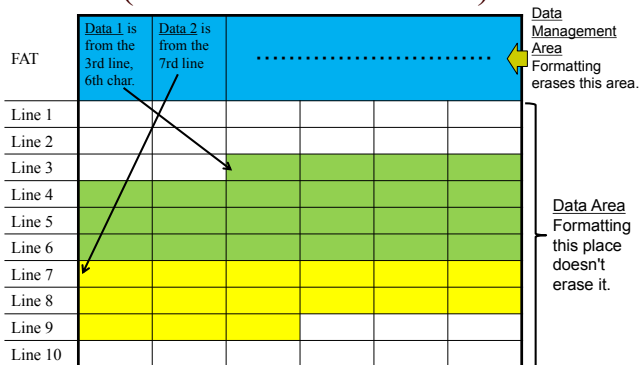 Data 1 is
from the
3rd line,
6th char.
Data 2 is
from the
7rd line
Data
Management
Area
Formatting
erases this area.
FAT
Line 1
Line 2
Line 3
Line 4
Line 5
Line 6
Line 7
Line 8
Line 9
Line 10
Data Area
Formatting
this place
doesn't
erase it.